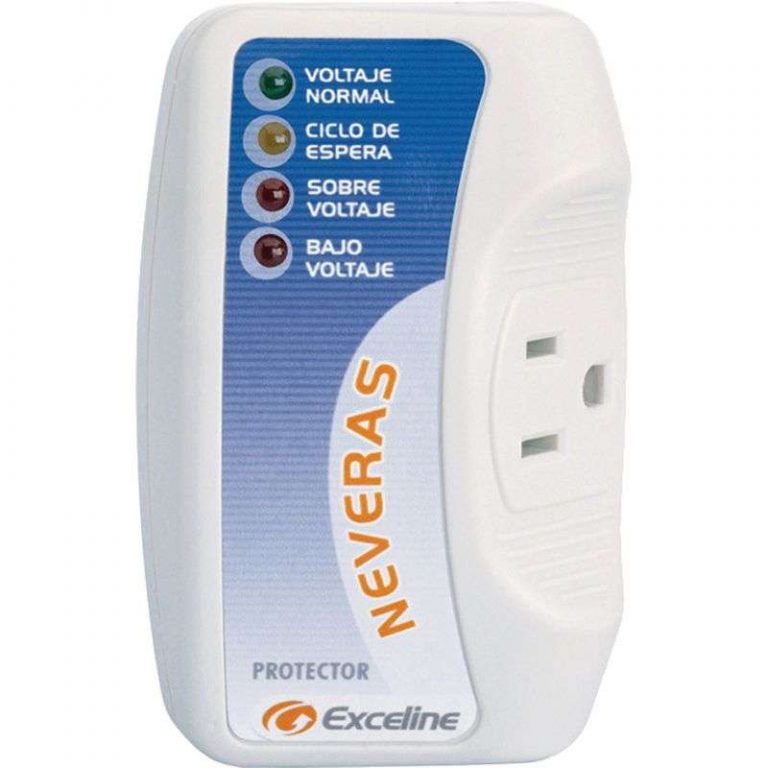 VOLTAJE
NORMAL
CICLO DE
ESPERA
SOBRE
VOLTAJE
BAJO
VOLTAJE
NEVERAS
PROTECTOR
Exceline